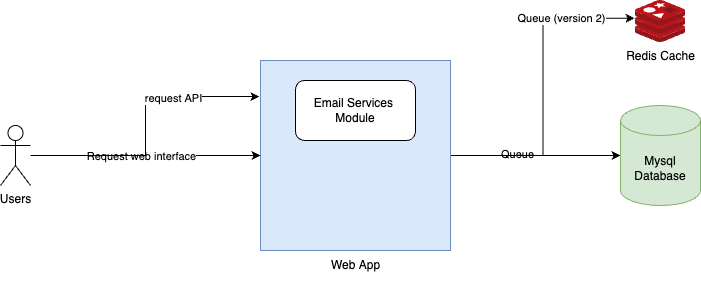 Queue (version 2)
Redis Cache
request API
Email Services
Module
Request web interface
Queue
Mysql
Database
Users
Web App